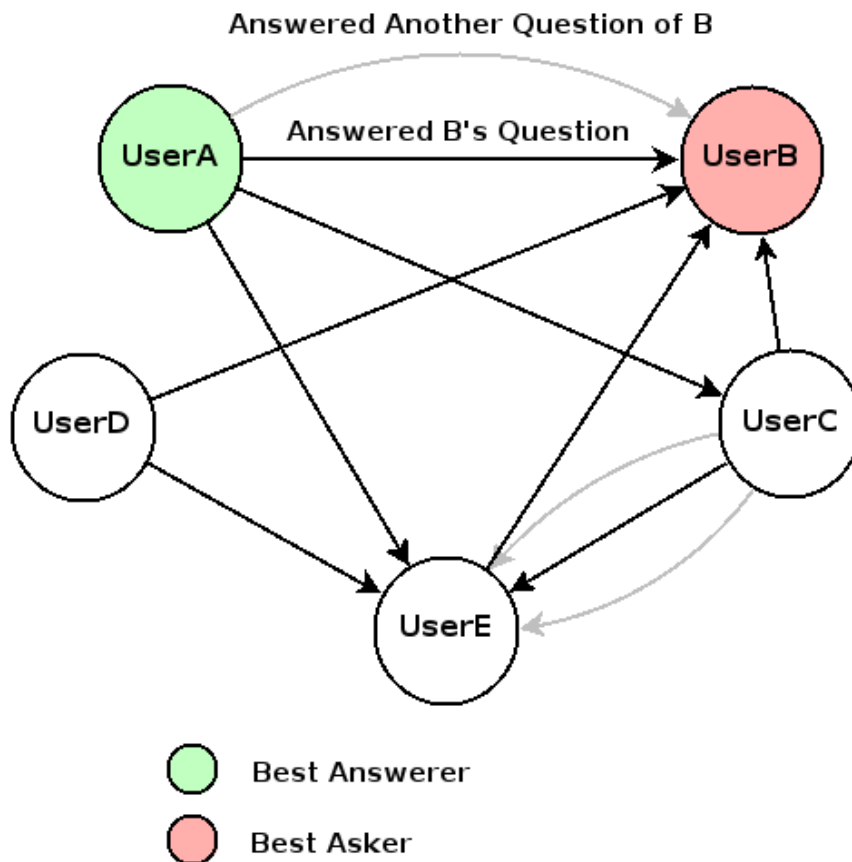 Answered Another Question of B
UserA
Answered B's Question
UserB
UserD
UserC
UserE
Best Answerer
Best Asker